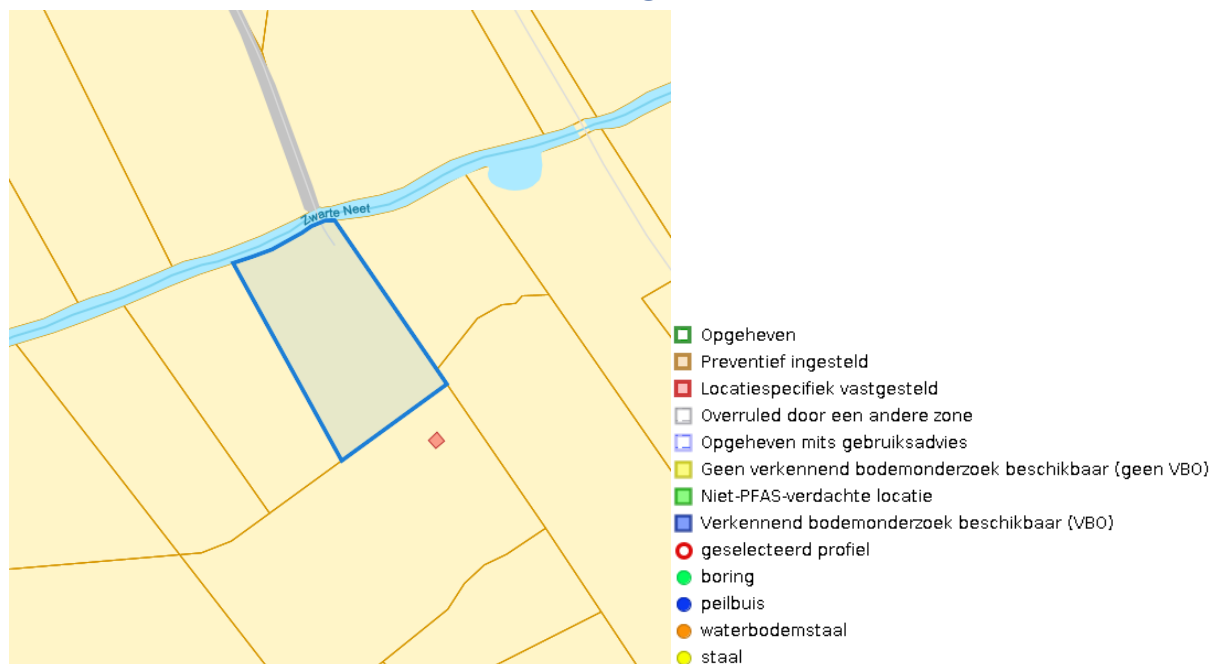 Zwarte Neet
Opgeheven
Preventief ingesteld
Locatiespecifiek vastgesteld
Overruled door een andere zone
Opgeheven mits gebruiksadvies
Geen verkennend bodemonderzoek beschikbaar (geen VBO)
Niet-PFAS-verdachte locatie
Verkennend bodemonderzoek beschikbaar (VBO)
geselecteerd profiel
boring
peilbuis
waterbodemstaal
staal